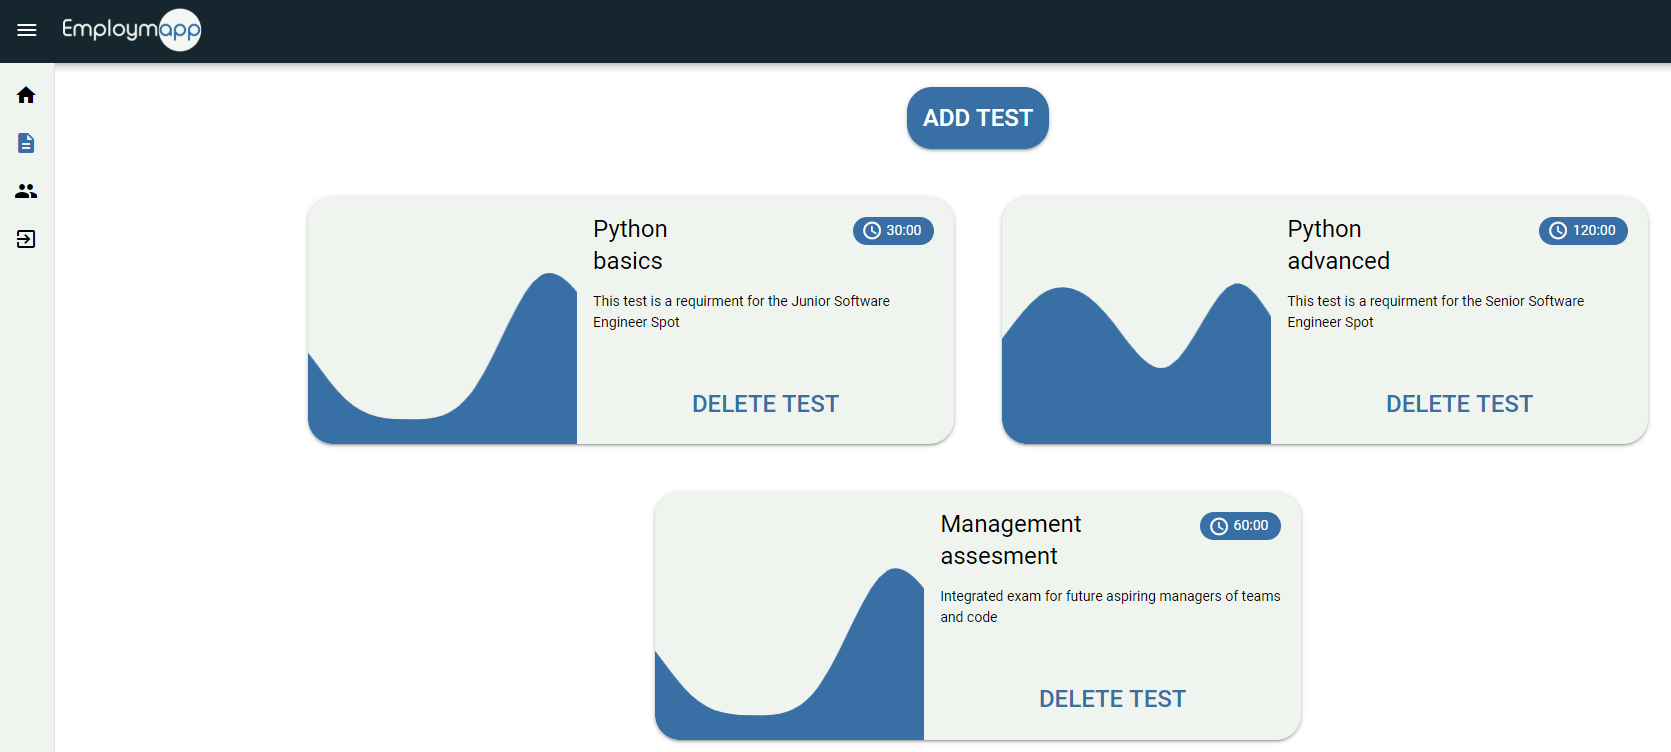 Employmapp
ADD TEST
Python
basics
30:00
This test is a requirment for the Junior Software
Engineer Spot
DELETE TEST
Python
advanced
120:00
This test is a requirment for the Senior Software
Engineer Spot
DELETE TEST
Management
assesment
60:00
Integrated exam for future aspiring managers of teams
and code
DELETE TEST